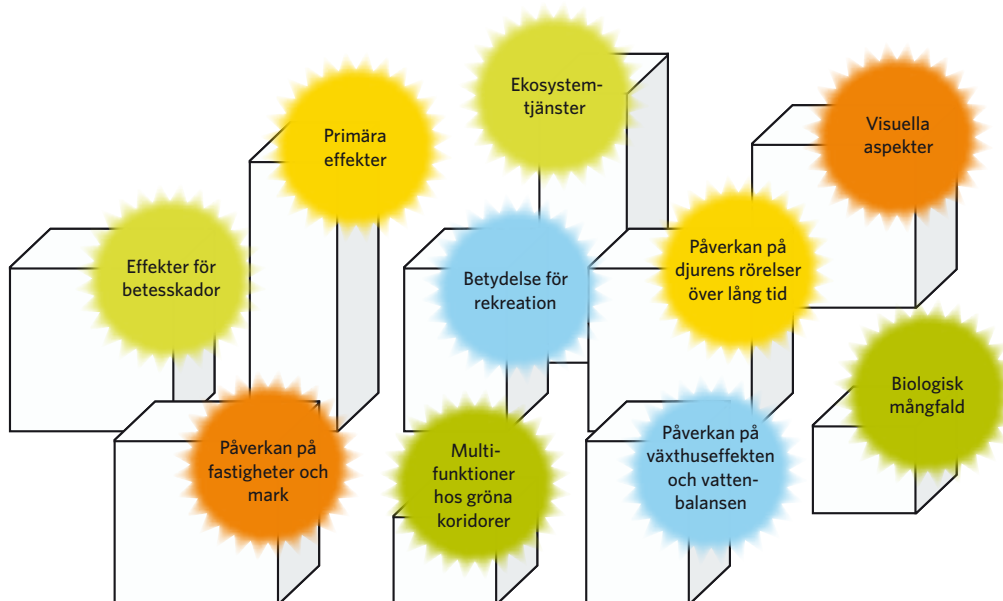 Ekosystem-
tjänster
Primära
effekter
Visuella
aspekter
Effekter för
betesskador
Betydelse för
rekreation
Påverkan på
djurens rörelser
över lång tid
Biologisk
mångfald
Påverkan på
fastigheter och
mark
Multi-
funktioner
hos gröna
koridorer
Påverkan på
växthuseffekten
och vatten-
balansen